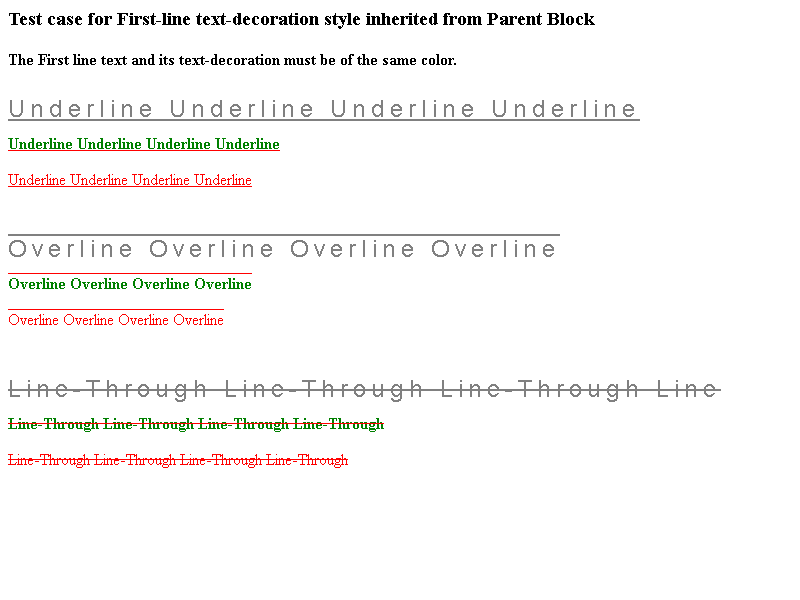 Test case for First-line text-decoration style inherited from Parent Block
The First line text and its text-decoration must be of the same color.
Underline Underline Underline Underline
Underline Underline Underline Underline
Underline Underline Underline Underline
Overline Overline Overline Overline
Overline Overline Overline Overline
Overline Overline Overline Overline
Line-Through Line-Through Line-Through Line
Line-Through Line-Through Line-Through Line-Through
Line-Through Line-Through Line-Through Line-Through